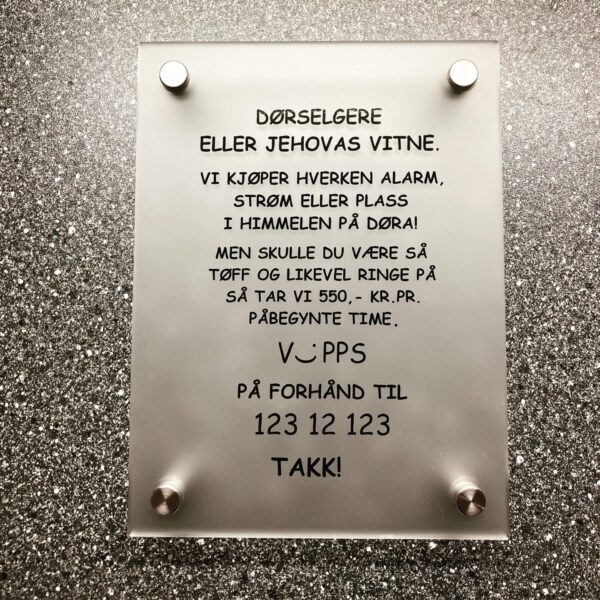 DØRSELGERE
ELLER JEHOVAS VITNE.
VI KJØPER HVERKEN ALARM,
STRØM ELLER PLASS
I HIMMELEN PÅ DØRA!
MEN SKULLE DU VÆRE SÅ
TØFF OG LIKEVEL RINGE PÅ
SÅ TAR VI 550,- KR.PR.
PÅBEGYNTE TIME.
VIPPS
PÅ FORHÅND TIL
123 12 123
TAKK!